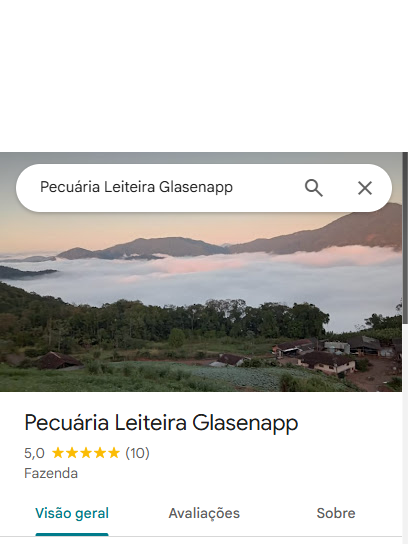 Pecuária Leiteira Glasenapp
Pecuária Leiteira Glasenapp
5,0 ★★★★★ (10)
Fazenda
Visão geral Avaliações Sobre